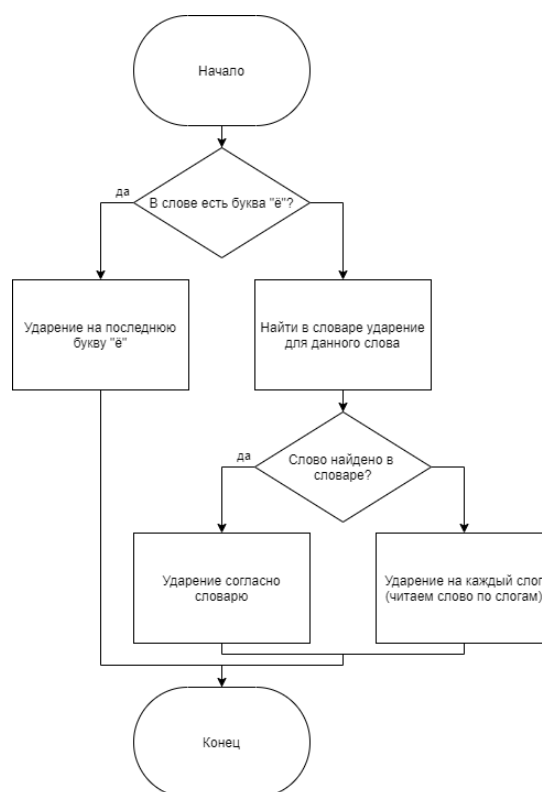 Начало
да
В слове есть буква "ё"?
Ударение на последнюю
букву "ё"
Найти в словаре ударение
для данного слова
да
Слово найдено в
словаре?
Ударение согласно
словарю
Ударение на каждый слог
(читаем слово по слогам)
Конец